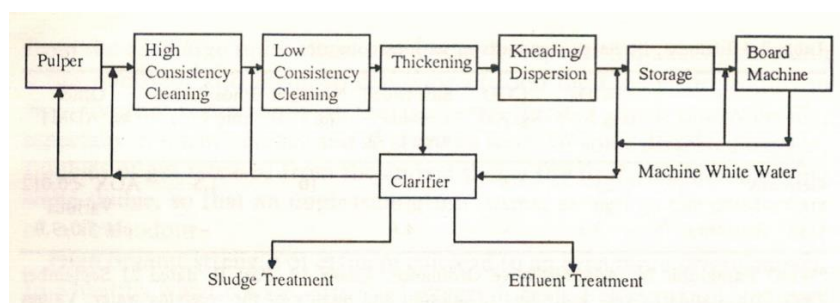 Pulper
High
Consistency
Cleaning
Low
Consistency
Cleaning
Thickening
Kneading/
Dispersion
Storage
Board
Machine
Clarifier
Machine White Water
Sludge Treatment
Effluent Treatment